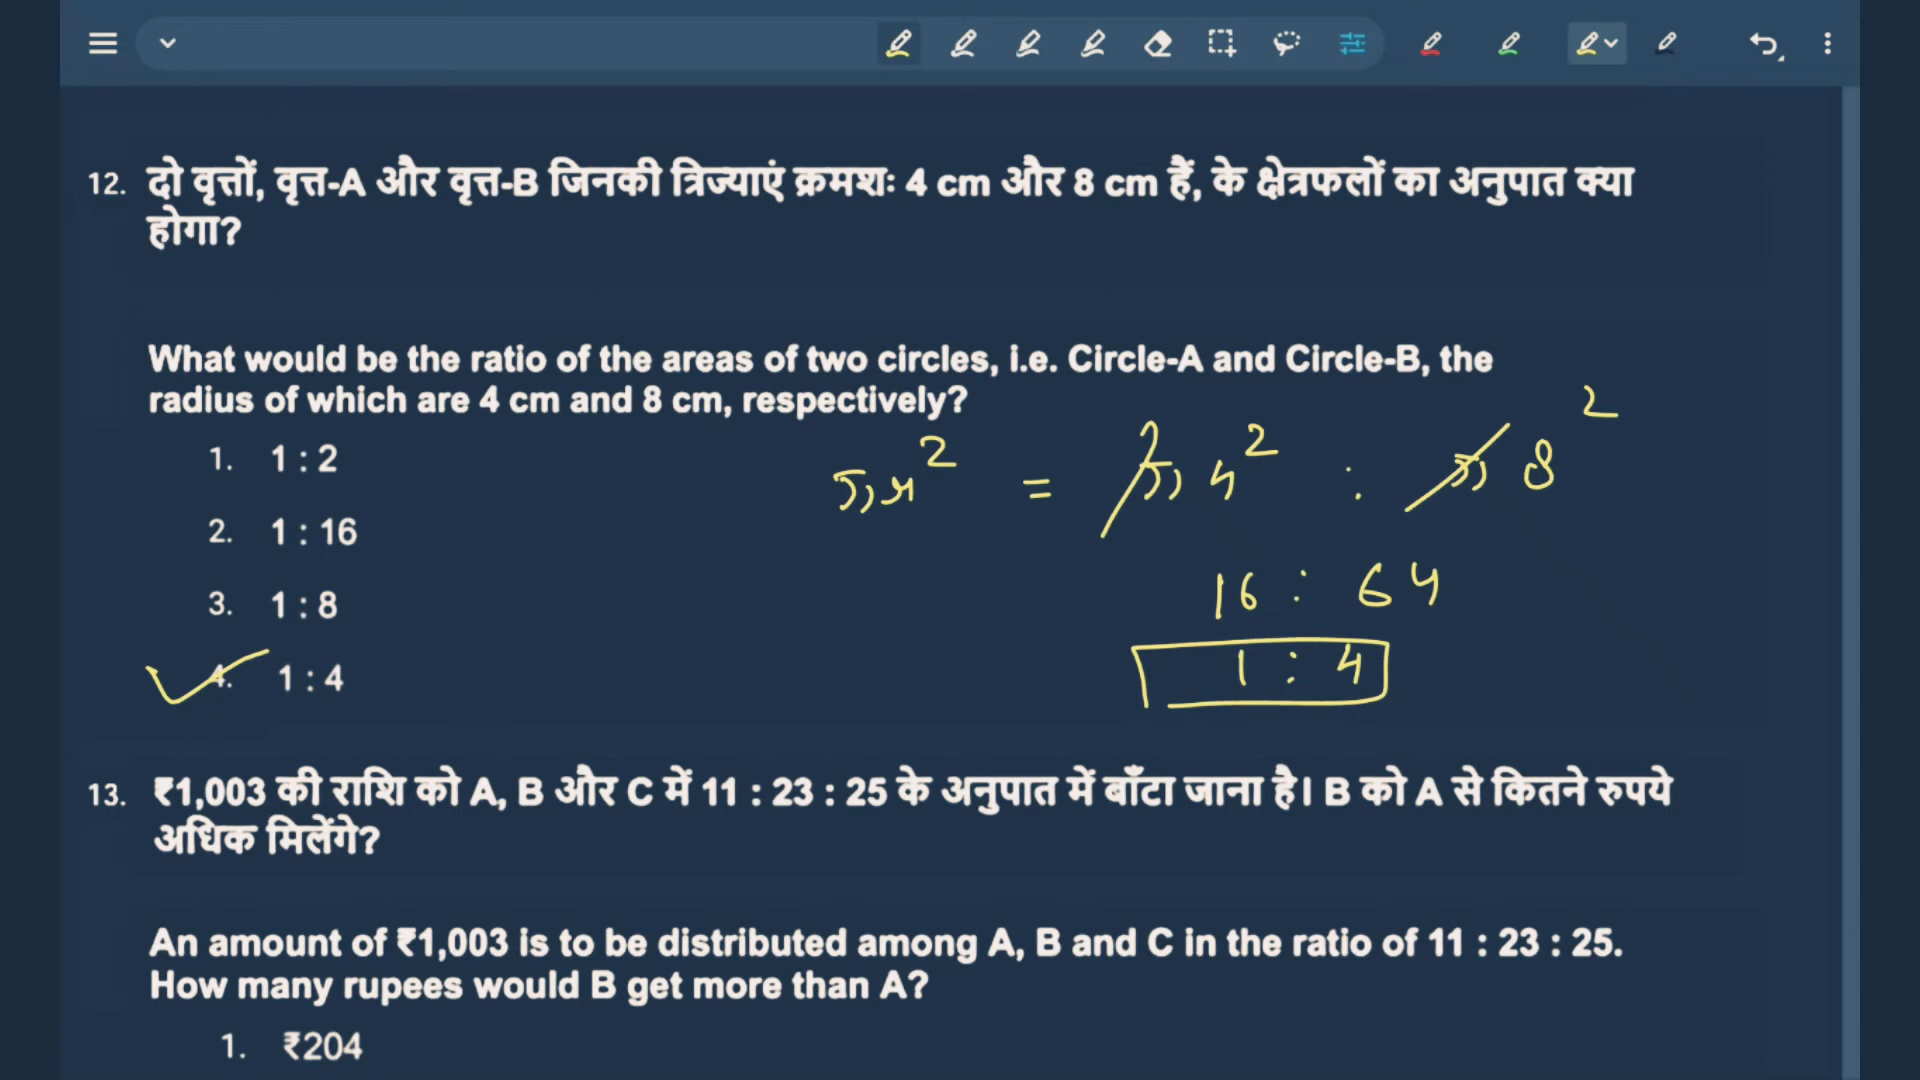 12. दो वृत्तों, वृत्त-A और वृत्त-B जिनकी त्रिज्याएं क्रमशः 4 cm और 8 cm हैं, के क्षेत्रफलों का अनुपात क्या
होगा?
What would be the ratio of the areas of two circles, i.e. Circle-A and Circle-B, the
radius of which are 4 cm and 8 cm, respectively?
1. 1 : 2
2. 1 : 16
3. 1 : 8
4. 1 : 4
πr² = π4² : π8²
16 : 64
1 : 4
13. ₹1,003 की राशि को A, B और C में 11 : 23 : 25 के अनुपात में बाँटा जाना है। B को A से कितने रुपये
अधिक मिलेंगे?
An amount of ₹1,003 is to be distributed among A, B and C in the ratio of 11 : 23 : 25.
How many rupees would B get more than A?
1. ₹204